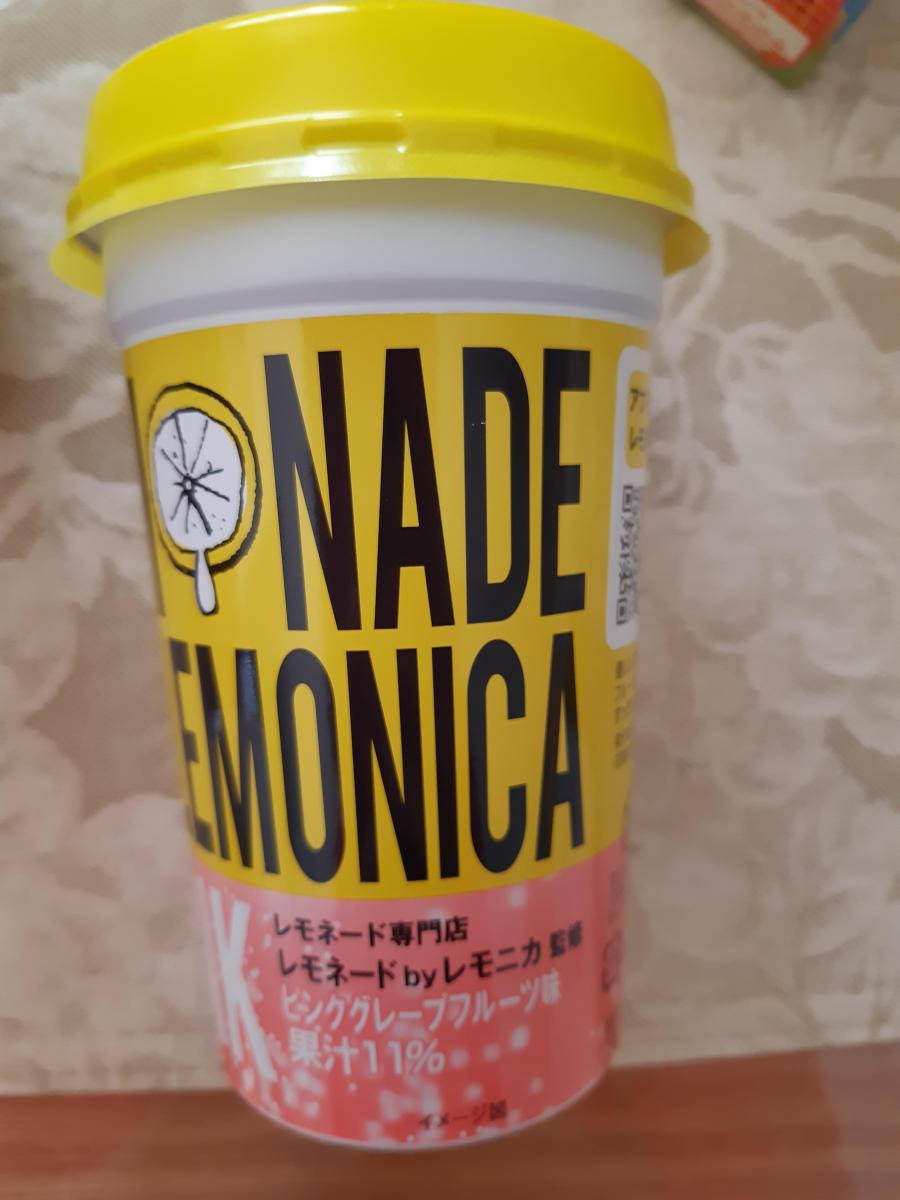 NADE
EMONICA
K
レモネード専門店
レモネード by レモニカ 監修
ピンクグレープフルーツ味
果汁11%
イメージ図